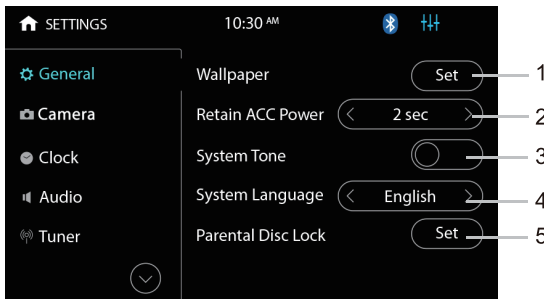 SETTINGS 10:30 AM
General
Camera
Clock
Audio
Tuner
Wallpaper Set 1
Retain ACC Power 2 sec 2
System Tone 3
System Language English 4
Parental Disc Lock Set 5